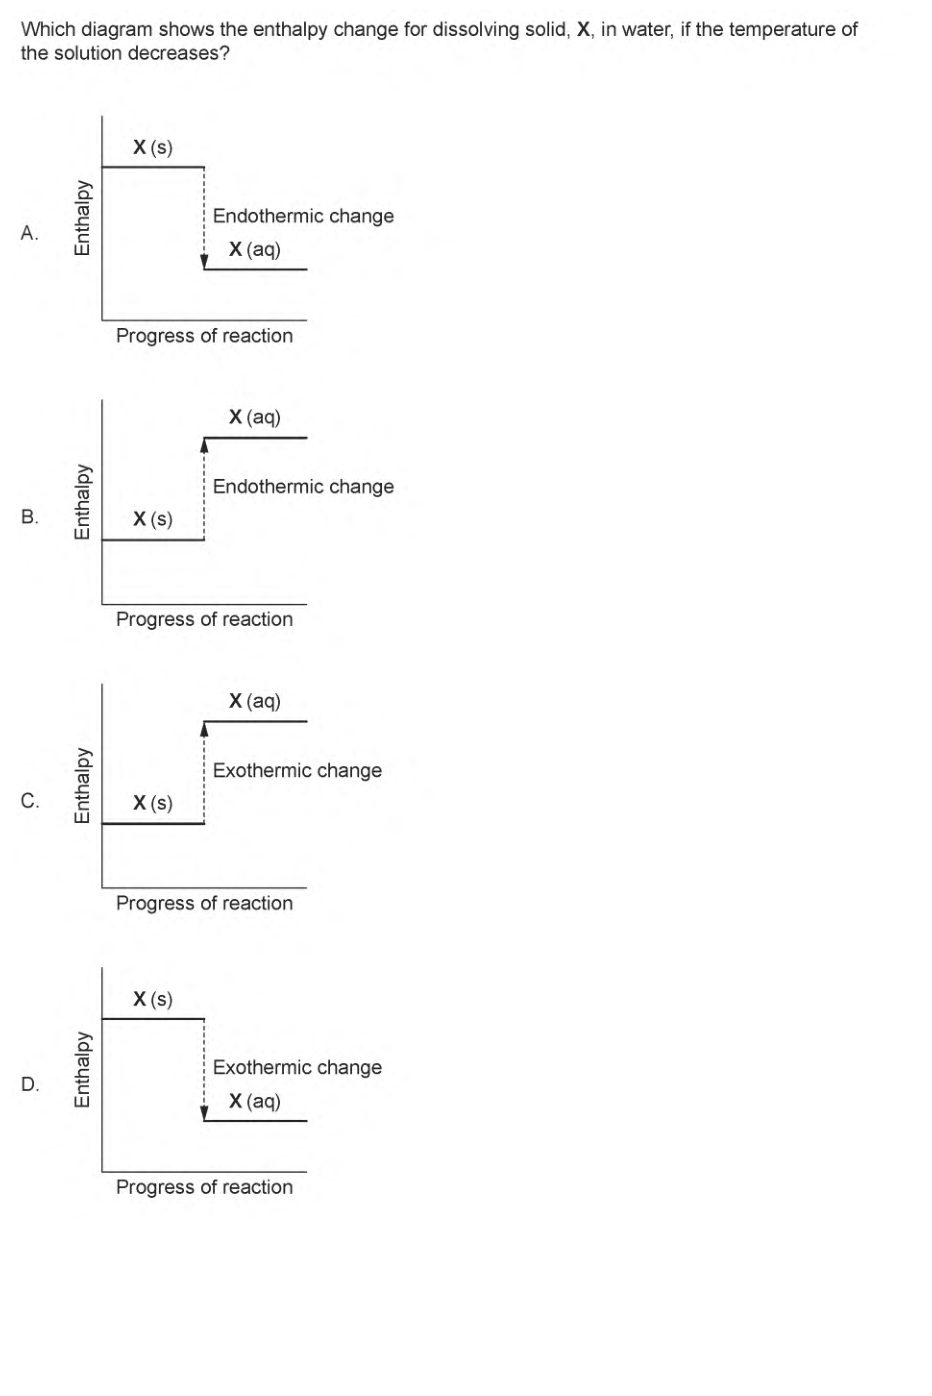 Which diagram shows the enthalpy change for dissolving solid, X, in water, if the temperature of
the solution decreases?
A.
Enthalpy
X (s)
Endothermic change
X (aq)
Progress of reaction
B.
Enthalpy
X (aq)
Endothermic change
X (s)
Progress of reaction
C.
Enthalpy
X (aq)
Exothermic change
X (s)
Progress of reaction
D.
Enthalpy
X (s)
Exothermic change
X (aq)
Progress of reaction